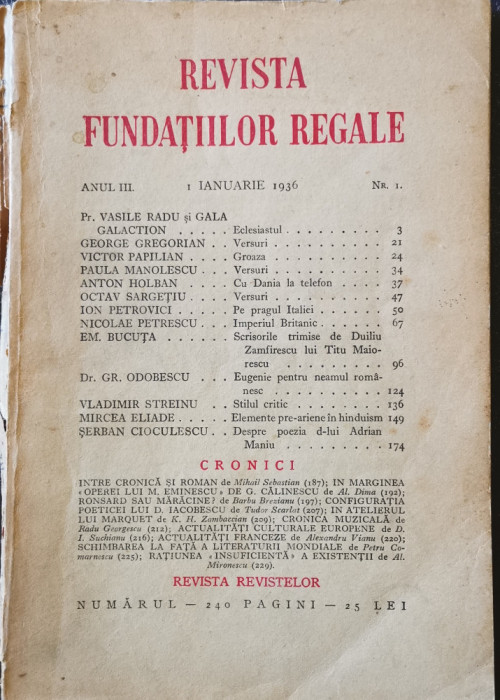 REVISTA
FUNDAȚIILOR REGALE
ANUL III. 1 IANUARIE 1936 NR. 1.
Pr. VASILE RADU și GALA
GALACTION . . . . . Eclesiastul . . . . . . . . . 3
GEORGE GREGORIAN . . Versuri . . . . . . . . . . . 21
VICTOR PAPILIAN . . . . Groaza . . . . . . . . . . . 24
PAULA MANOLESCU . . . Versuri . . . . . . . . . . . 34
ANTON HOLBAN . . . . Cu Dania la telefon . . . . 37
OCTAV SARGEȚIU . . . . Versuri . . . . . . . . . . . 47
ION PETROVICI . . . . . Pe pragul Italiei . . . . . . 50
NICOLAE PETRESCU . . . Imperiul Britanic . . . . . . 67
EM. BUCUȚA . . . . . . Scrisorile trimise de Duiliu
Zamfirescu lui Titu Maio-
rescu . . . . . . . . . 96
Dr. GR. ODOBESCU . . . Eugenie pentru neamul româ-
nesc . . . . . . . . . . 124
VLADIMIR STREINU . . Stilul critic . . . . . . . . 136
MIRCEA ELIADE . . . . . Elemente pre-ariene în hinduism 149
ȘERBAN CIOCULESCU . . Despre poezia d-lui Adrian
Maniu . . . . . . . . . 174
CRONICI
INTRE CRONICĂ ȘI ROMAN de Mihail Sebastian (187); IN MARGINEA
«OPEREI LUI M. EMINESCU» DE G. CĂLINESCU de Al. Dima (192);
RONSARD SAU MĂRĂCINE? de Barbu Brezianu (197); CONFIGURAȚIA
POETICEI LUI D. IACOBESCU de Tudor Scarlat (207); IN ATELIERUL
LUI MARQUET de K. H. Zambaccian (209); CRONICA MUZICALĂ de
Radu Georgescu (212); ACTUALITĂȚI CULTURALE EUROPENE de D.
I. Suchianu (216); ACTUALITĂȚI FRANCEZE de Alexandru Vianu (220);
SCHIMBAREA LA FAȚĂ A LITERATURII MONDIALE de Petru Co-
marnescu (225); RAȚIUNEA «INSUFICIENTĂ» A EXISTENȚII de Al.
Mironescu (229).
REVISTA REVISTELOR
NUMĂRUL — 240 PAGINI — 25 LEI